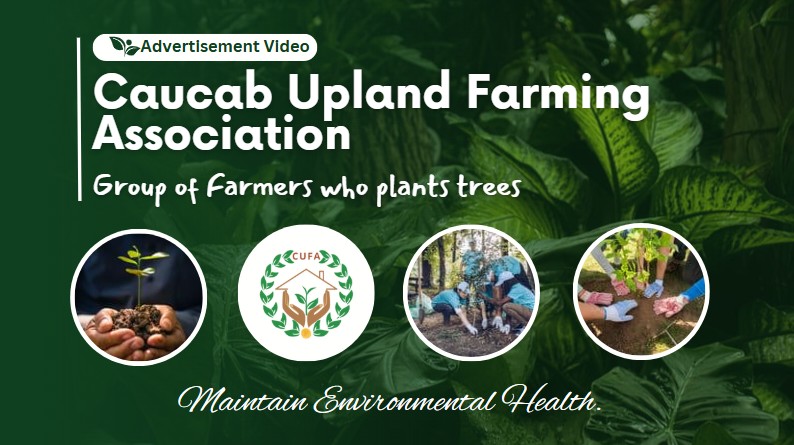 Advertisement Video
Caucab Upland Farming
Association
Group of Farmers who plants trees
CUFA
Maintain Environmental Health.